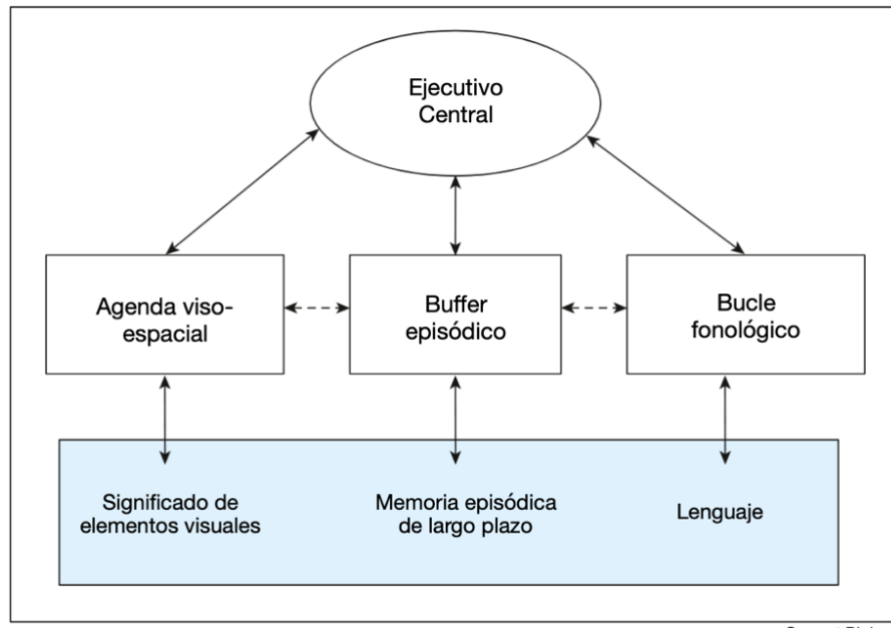 Ejecutivo
Central
Agenda viso-
espacial
Buffer
episódico
Bucle
fonológico
Significado de
elementos visuales
Memoria episódica
de largo plazo
Lenguaje